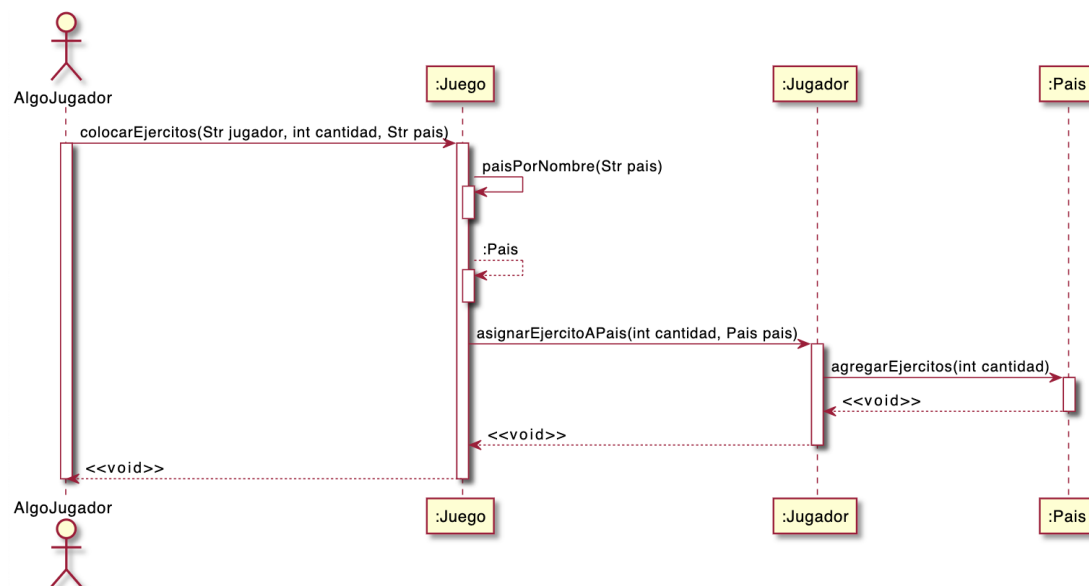 AlgoJugador
:Juego
:Jugador
:Pais
colocarEjercitos(Str jugador, int cantidad, Str pais)
paisPorNombre(Str pais)
:Pais
asignarEjercitoAPais(int cantidad, Pais pais)
agregarEjercitos(int cantidad)
<<void>>
<<void>>
<<void>>
AlgoJugador
:Juego
:Jugador
:Pais